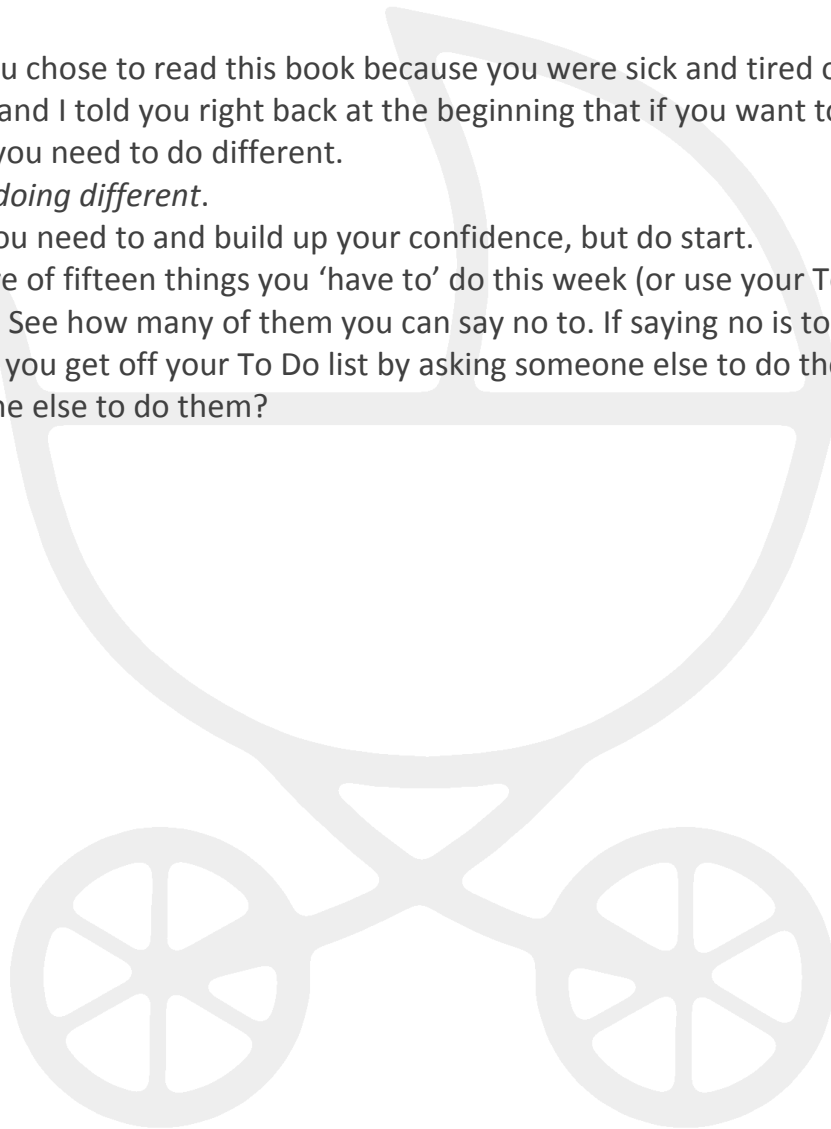 u chose to read this book because you were sick and tired
and I told you right back at the beginning that if you want to
you need to do different.
doing different.
ou need to and build up your confidence, but do start.
e of fifteen things you ‘have to’ do this week (or use your
See how many of them you can say no to. If saying no is
you get off your To Do list by asking someone else to do
ne else to do them?